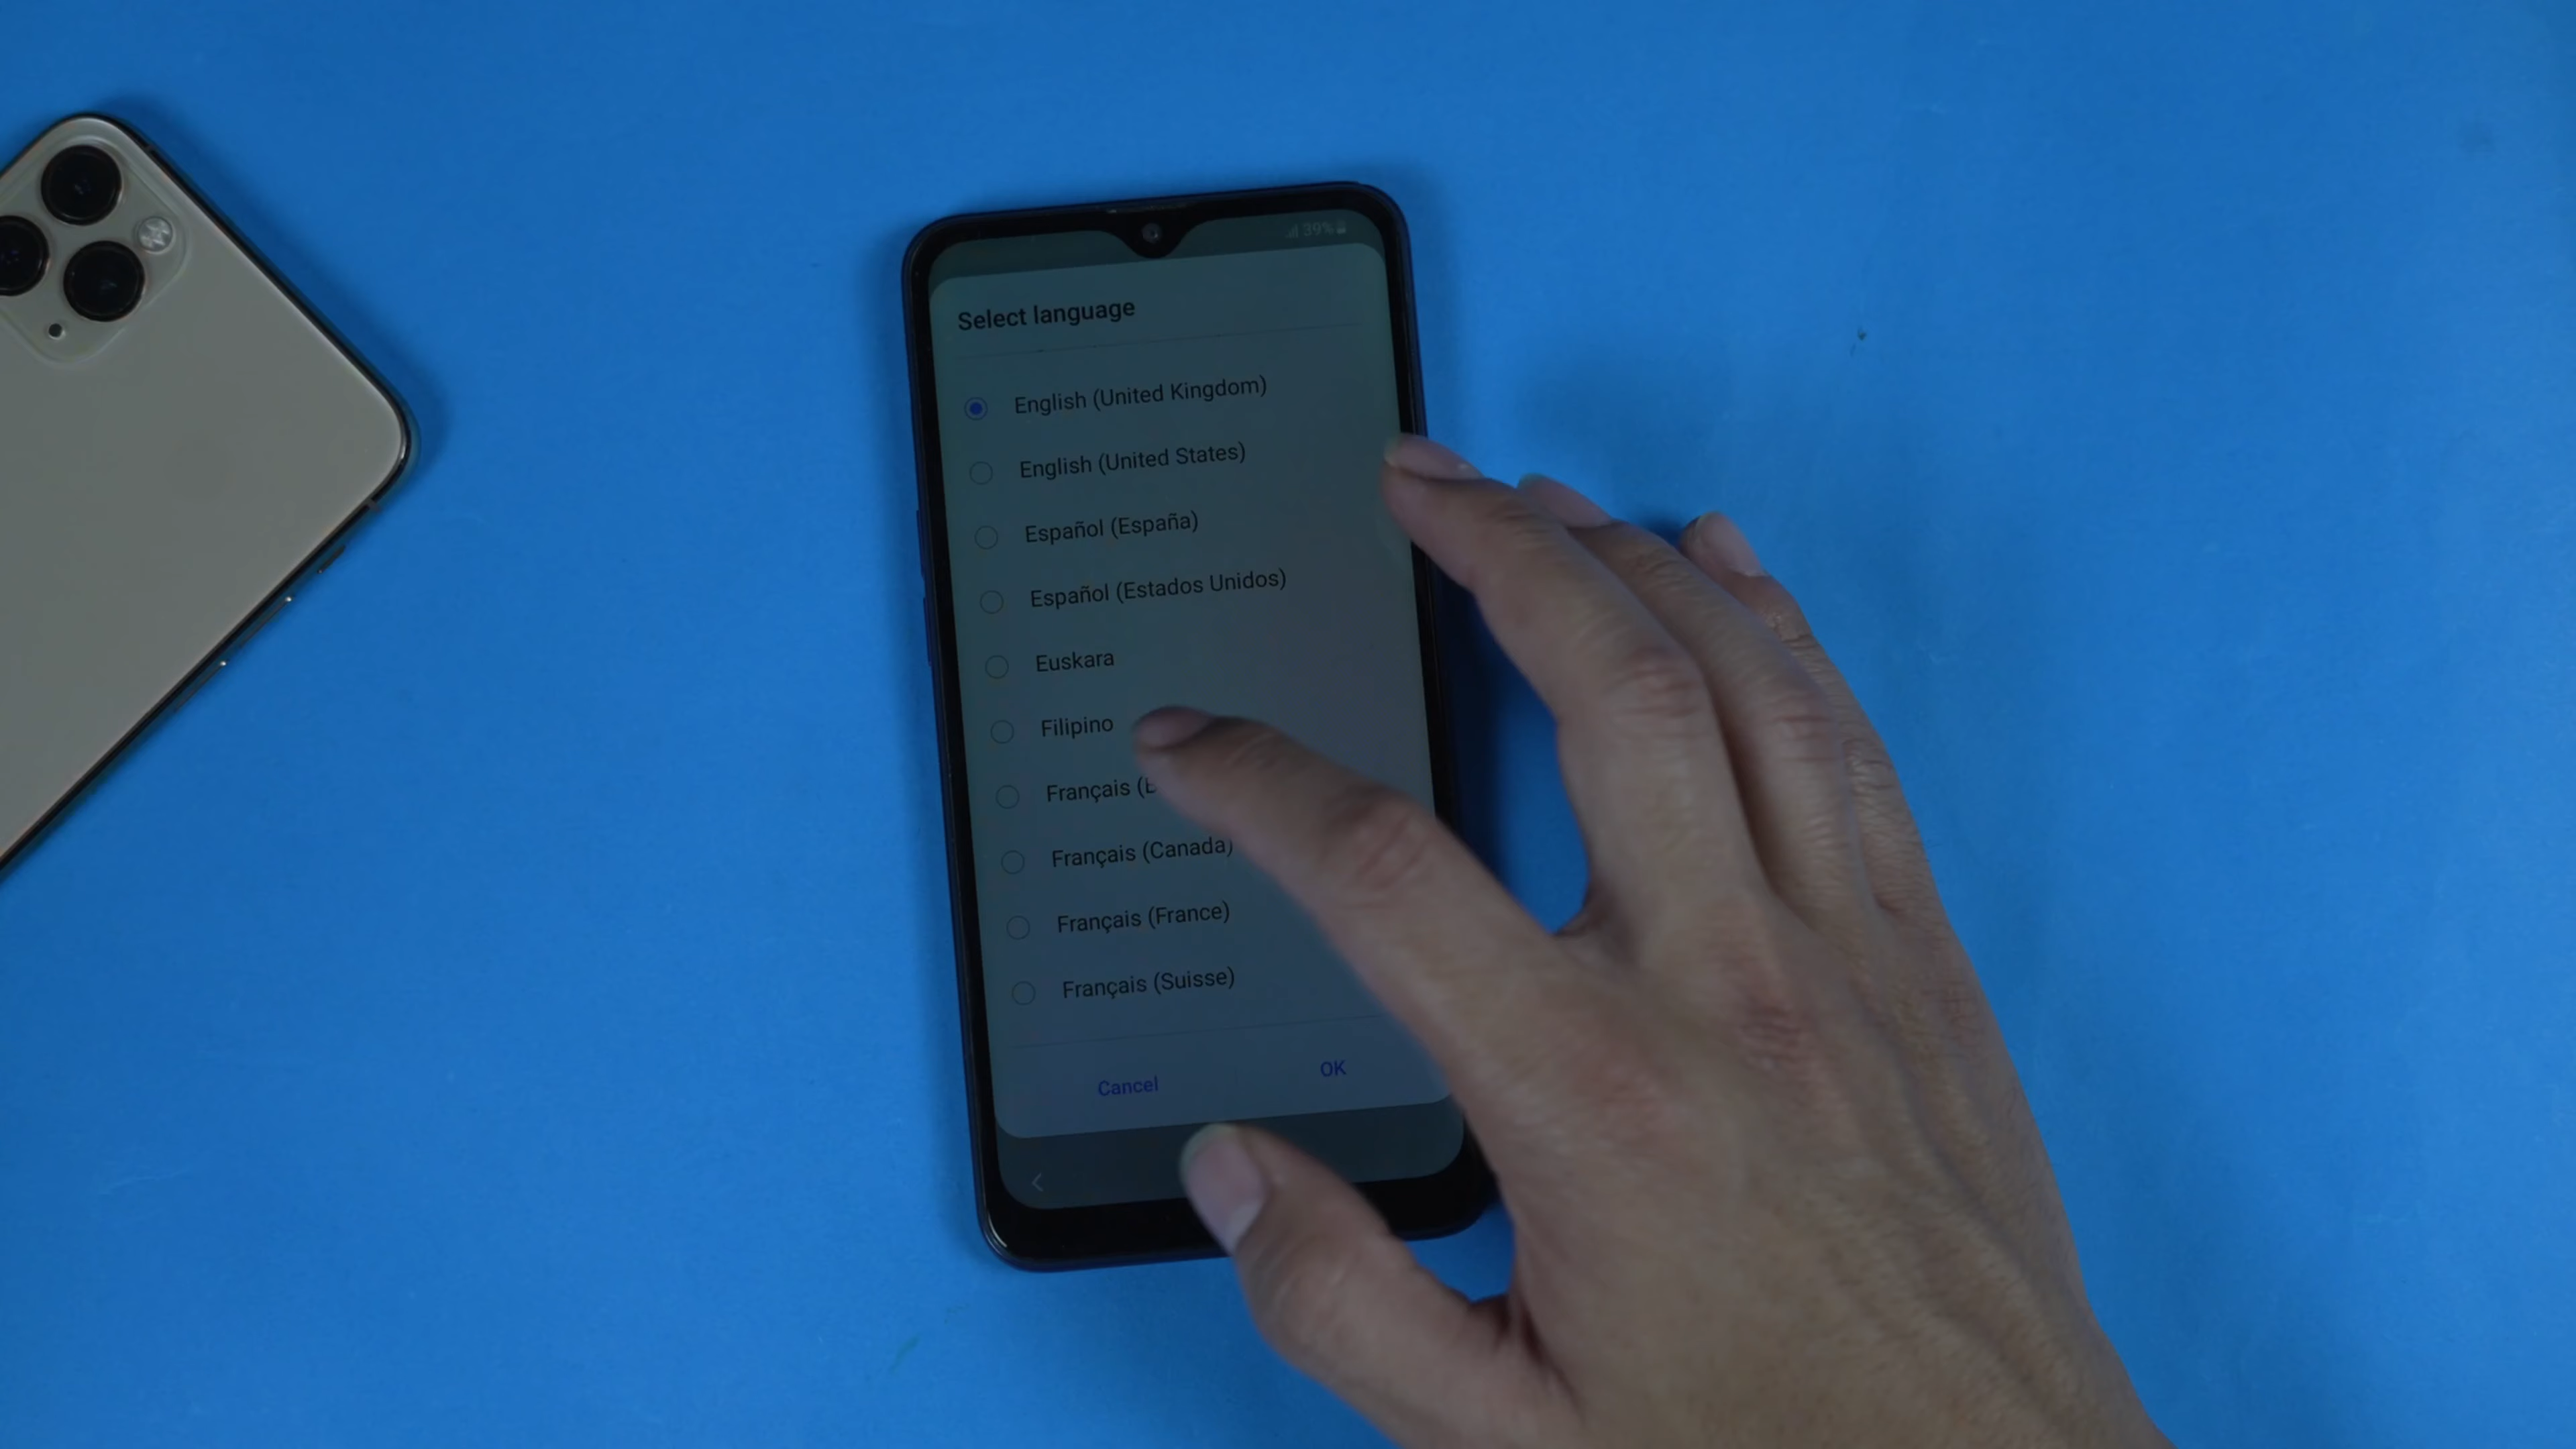 39%
Select language
English (United Kingdom)
English (United States)
Español (España)
Español (Estados Unidos)
Euskara
Filipino
Français
Français (Canada)
Français (France)
Français (Suisse)
Cancel
OK